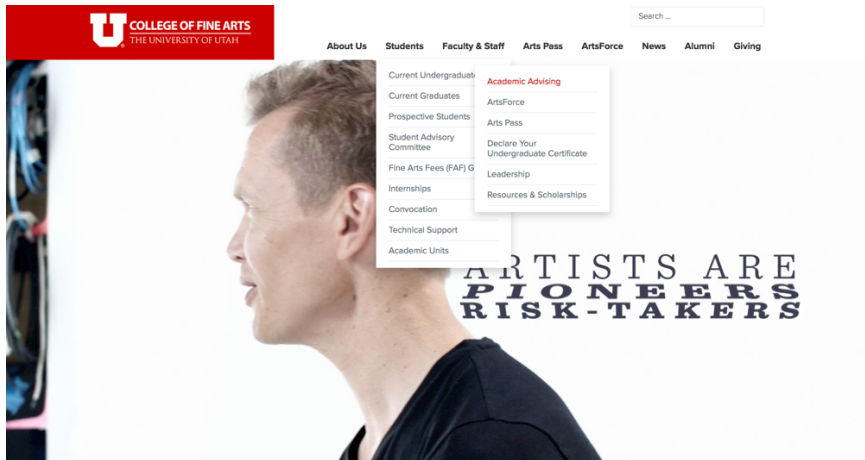 COLLEGE OF FINE ARTS
THE UNIVERSITY OF UTAH
Search ...
About Us Students Faculty & Staff Arts Pass ArtsForce News Alumni Giving
Current Undergraduate
Current Graduates
Prospective Students
Student Advisory
Committee
Fine Arts Fees (FAF) G
Internships
Convocation
Technical Support
Academic Units
Academic Advising
ArtsForce
Arts Pass
Declare Your
Undergraduate Certificate
Leadership
Resources & Scholarships
ARTISTS ARE
PIONEERS
RISK-TAKERS